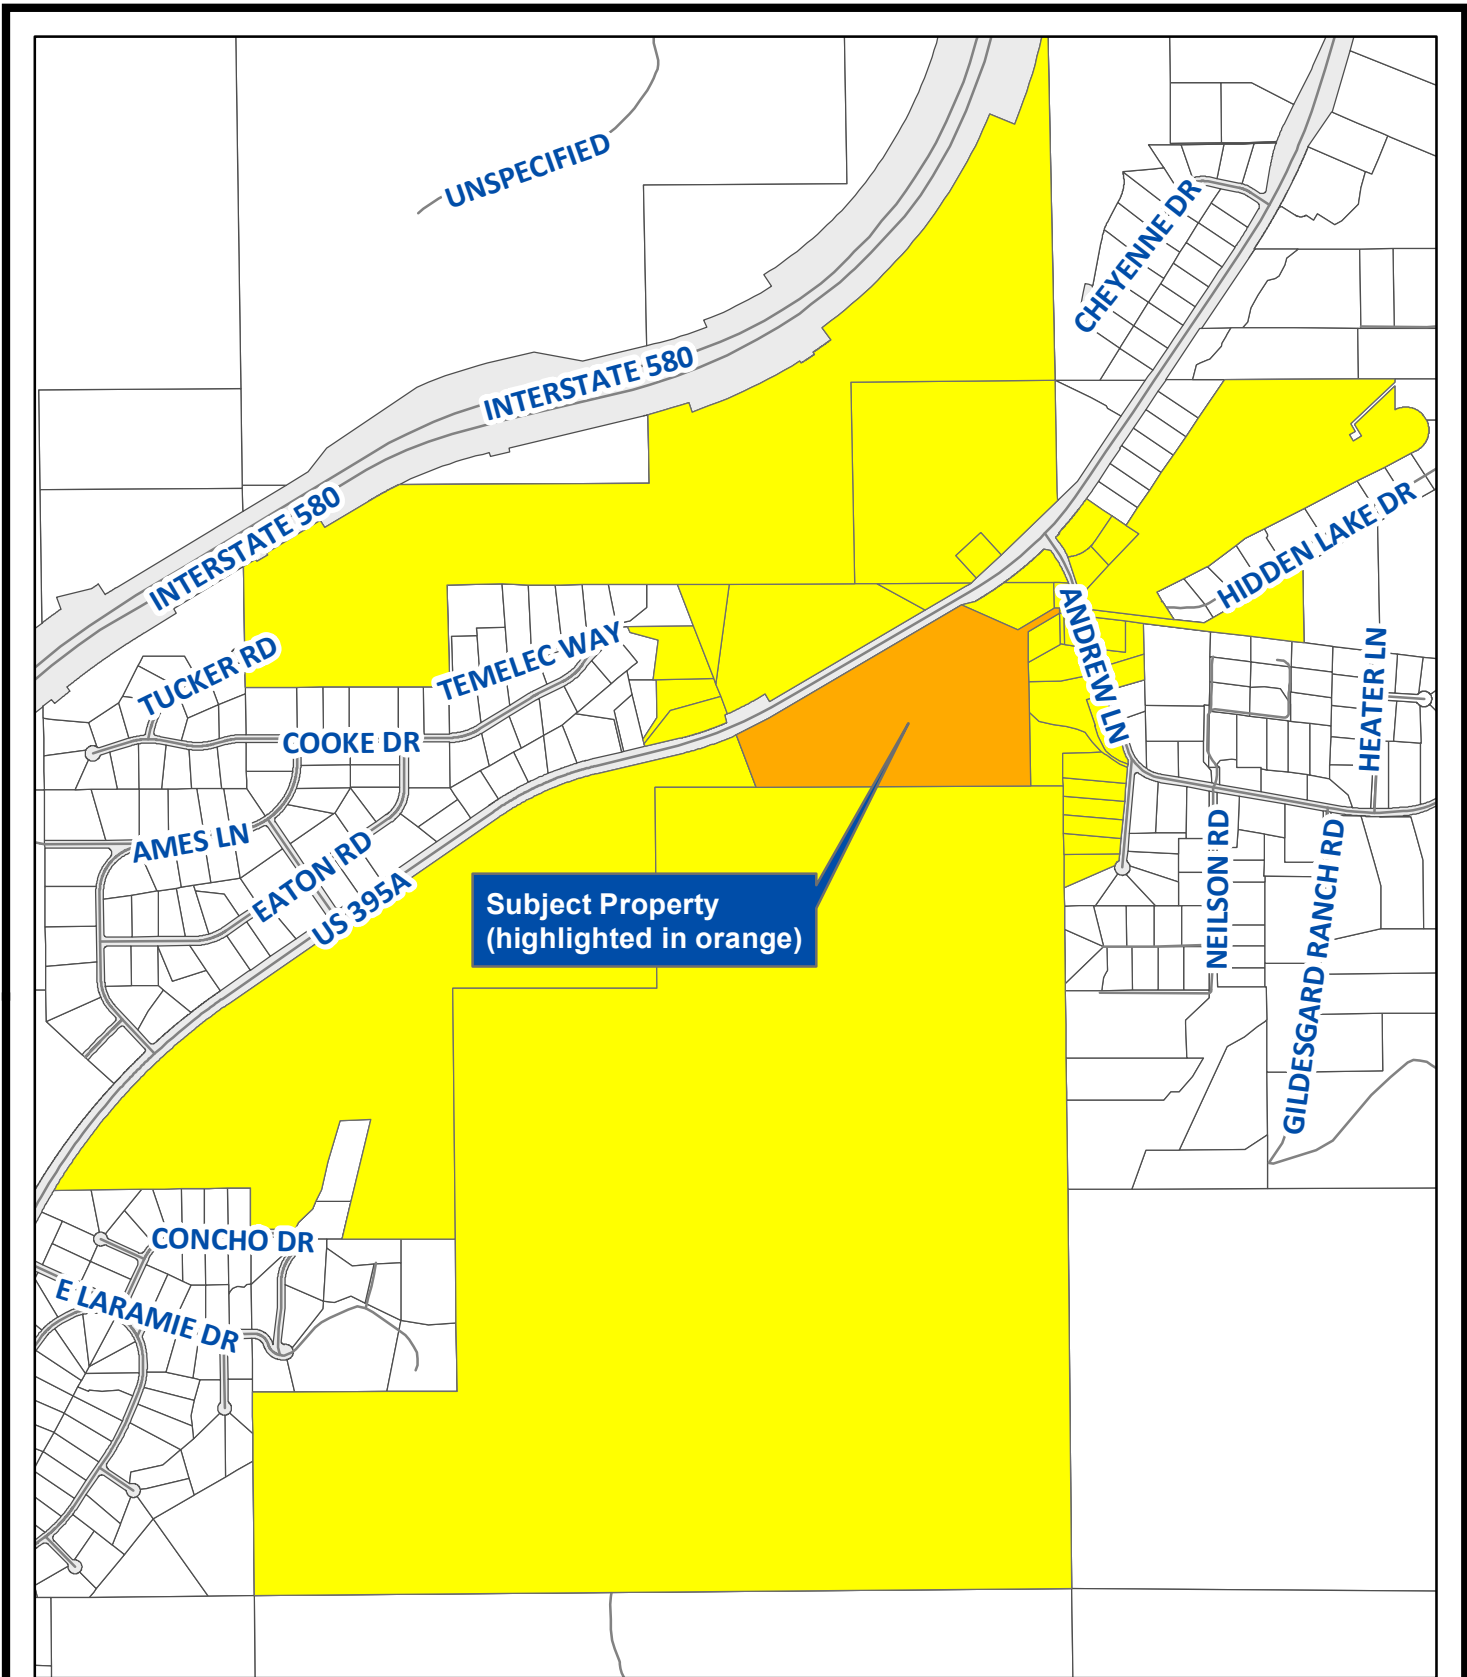 UNSPECIFIED
CHEYENNE DR
INTERSTATE 580
INTERSTATE 580
HIDDEN LAKE DR
TUCKER RD
TEMELEC WAY
ANDREW LN
HEATER LN
COOKE DR
AMES LN
EATON RD
US 395A
Subject Property
(highlighted in orange)
NEILSON RD
GILDESGARD RANCH RD
CONCHO DR
E LARAMIE DR